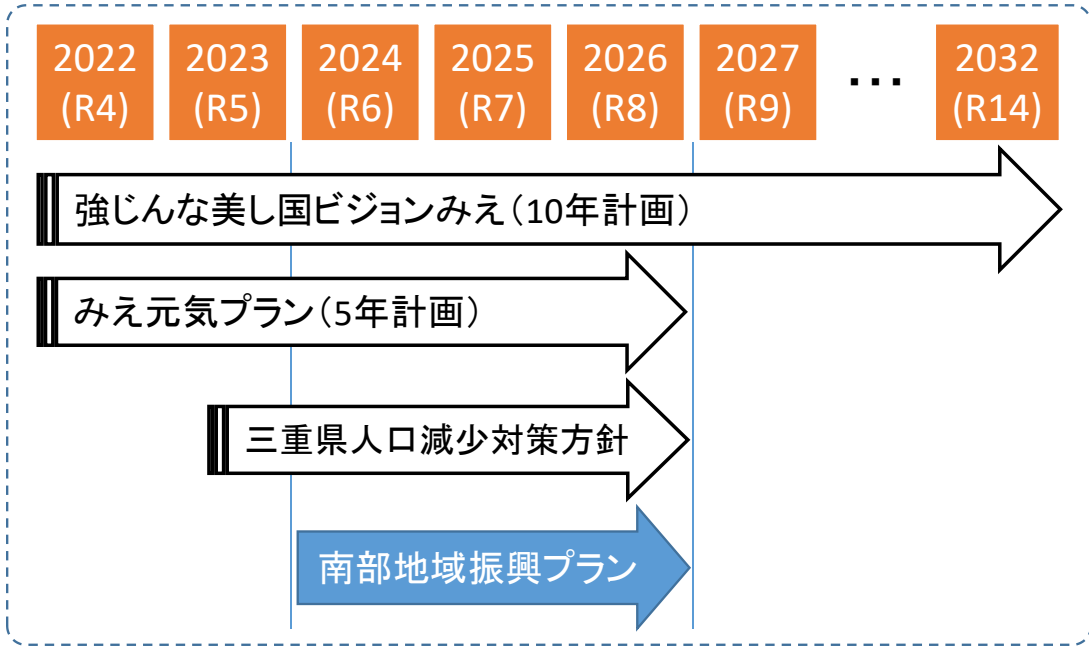 2022
(R4)
2023
(R5)
2024
(R6)
2025
(R7)
2026
(R8)
2027
(R9)
・・・
2032
(R14)
強じんな美し国ビジョンみえ(10年計画)
みえ元気プラン(5年計画)
三重県人口減少対策方針
南部地域振興プラン